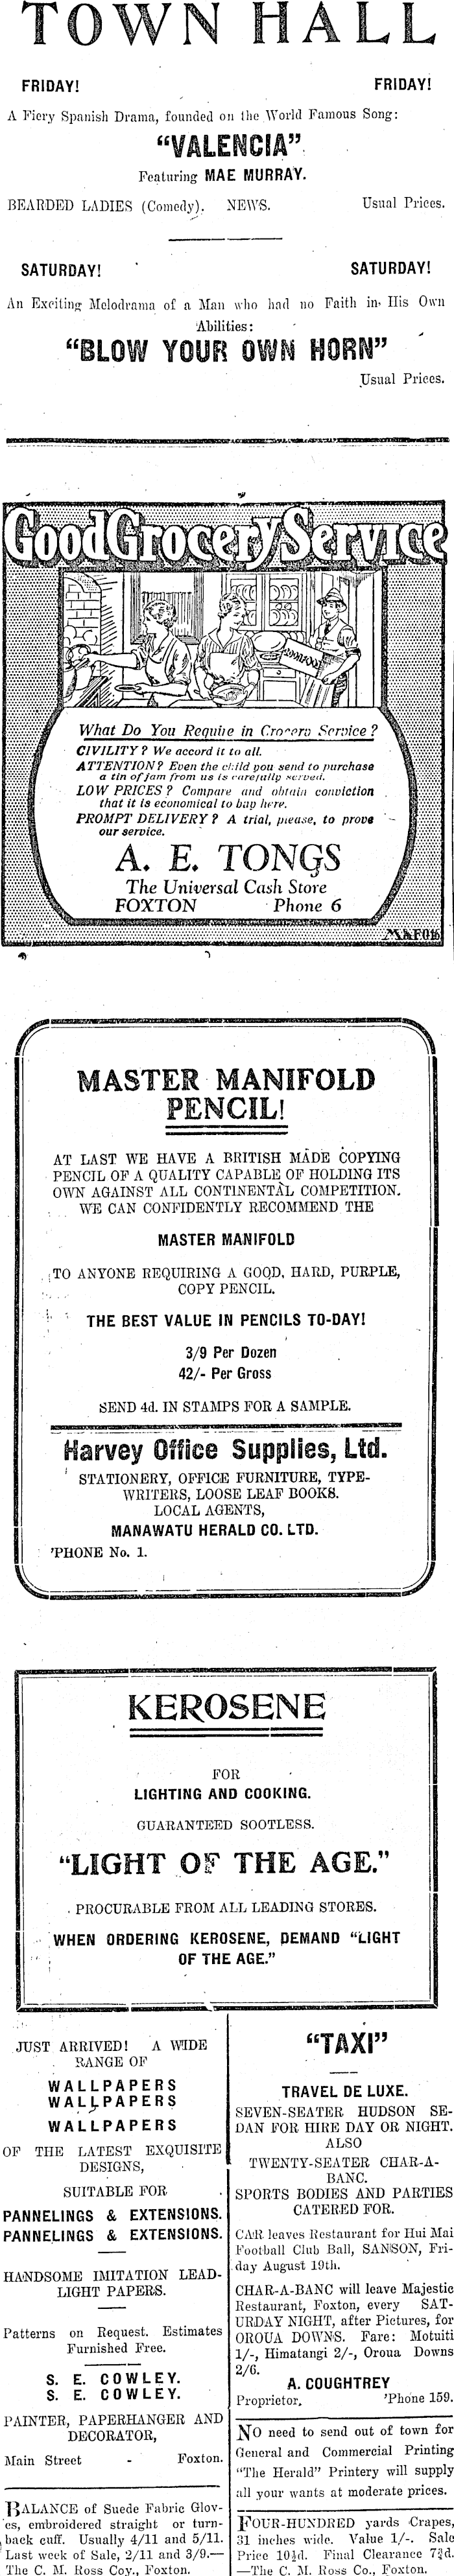 TOWN HALL
FRIDAY! FRIDAY!
A Fiery Spanish Drama, founded on the World Famous Song:
"VALENCIA"
Featuring MAE MURRAY.
BEARDED LADIES (Comedy). NEWS. Usual Prices.
SATURDAY! SATURDAY!
An Exciting Melodrama of a Man who had no Faith in His Own
Abilities:
"BLOW YOUR OWN HORN"
Usual Prices.
Good Grocery Service
What Do You Require in Grocery Service?
CIVILITY? We accord it to all.
ATTENTION? Even the child you send to purchase
a tin of jam from us is carefully served.
LOW PRICES? Compare and obtain conviction
that it is economical to buy here.
PROMPT DELIVERY? A trial, please, to prove
our service.
A. E. TONGS
The Universal Cash Store
FOXTON Phone 6
MASTER MANIFOLD
PENCIL!
AT LAST WE HAVE A BRITISH MADE COPYING
PENCIL OF A QUALITY CAPABLE OF HOLDING ITS
OWN AGAINST ALL CONTINENTAL COMPETITION.
WE CAN CONFIDENTLY RECOMMEND THE
MASTER MANIFOLD
TO ANYONE REQUIRING A GOOD, HARD, PURPLE,
COPY PENCIL.
THE BEST VALUE IN PENCILS TO-DAY!
3/9 Per Dozen
42/- Per Gross
SEND 4d. IN STAMPS FOR A SAMPLE.
Harvey Office Supplies, Ltd.
STATIONERY, OFFICE FURNITURE, TYPE-
WRITERS, LOOSE LEAF BOOKS.
LOCAL AGENTS,
MANAWATU HERALD CO. LTD.
'PHONE No. 1.
KEROSENE
FOR
LIGHTING AND COOKING.
GUARANTEED SOOTLESS.
"LIGHT OF THE AGE."
PROCURABLE FROM ALL LEADING STORES.
WHEN ORDERING KEROSENE, DEMAND "LIGHT
OF THE AGE."
JUST ARRIVED! A WIDE
RANGE OF
WALLPAPERS
WALLPAPERS
WALLPAPERS
OF THE LATEST EXQUISITE
DESIGNS,
SUITABLE FOR
PANNELINGS & EXTENSIONS.
PANNELINGS & EXTENSIONS.
HANDSOME IMITATION LEAD-
LIGHT PAPERS.
Patterns on Request. Estimates
Furnished Free.
S. E. COWLEY.
S. E. COWLEY.
PAINTER, PAPERHANGER AND
DECORATOR,
Main Street - Foxton.
BALANCE of Suede Fabric Glov-
es, embroidered straight or turn-
back cuff. Usually 4/11 and 5/11.
Last week of Sale, 2/11 and 3/9.—
The C. M. Ross Coy., Foxton.
"TAXI"
TRAVEL DE LUXE.
SEVEN-SEATER HUDSON SE-
DAN FOR HIRE DAY OR NIGHT.
ALSO
TWENTY-SEATER CHAR-A-
BANC.
SPORTS BODIES AND PARTIES
CATERED FOR.
CAR leaves Restaurant for Hui Mai
Football Club Ball, SANSON, Fri-
day August 19th.
CHAR-A-BANC will leave Majestic
Restaurant, Foxton, every SAT-
URDAY NIGHT, after Pictures, for
OROUA DOWNS. Fare: Motuiti
1/-, Himatangi 2/-, Oroua Downs
2/6.
A. COUGHTREY
Proprietor, 'Phone 159.
NO need to send out of town for
General and Commercial Printing
"The Herald" Printery will supply
all your wants at moderate prices.
FOUR-HUNDRED yards Crapes,
31 inches wide. Value 1/-. Sale
Price 10½d. Final Clearance 7¾d.
—The C. M. Ross Co., Foxton.